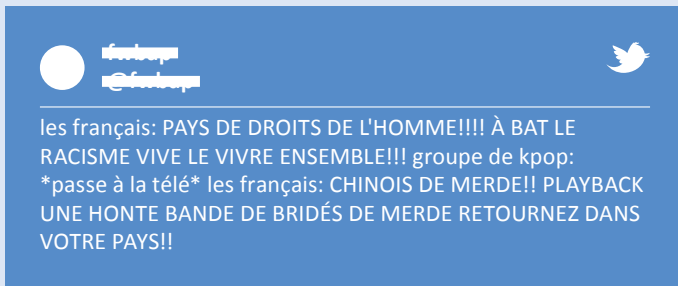 les français: PAYS DE DROITS DE L'HOMME!!!! À BAT LE
RACISME VIVE LE VIVRE ENSEMBLE!!! groupe de kpop:
*passe à la télé* les français: CHINOIS DE MERDE!! PLAYBACK
UNE HONTE BANDE DE BRIDÉS DE MERDE RETOURNEZ DANS
VOTRE PAYS!!